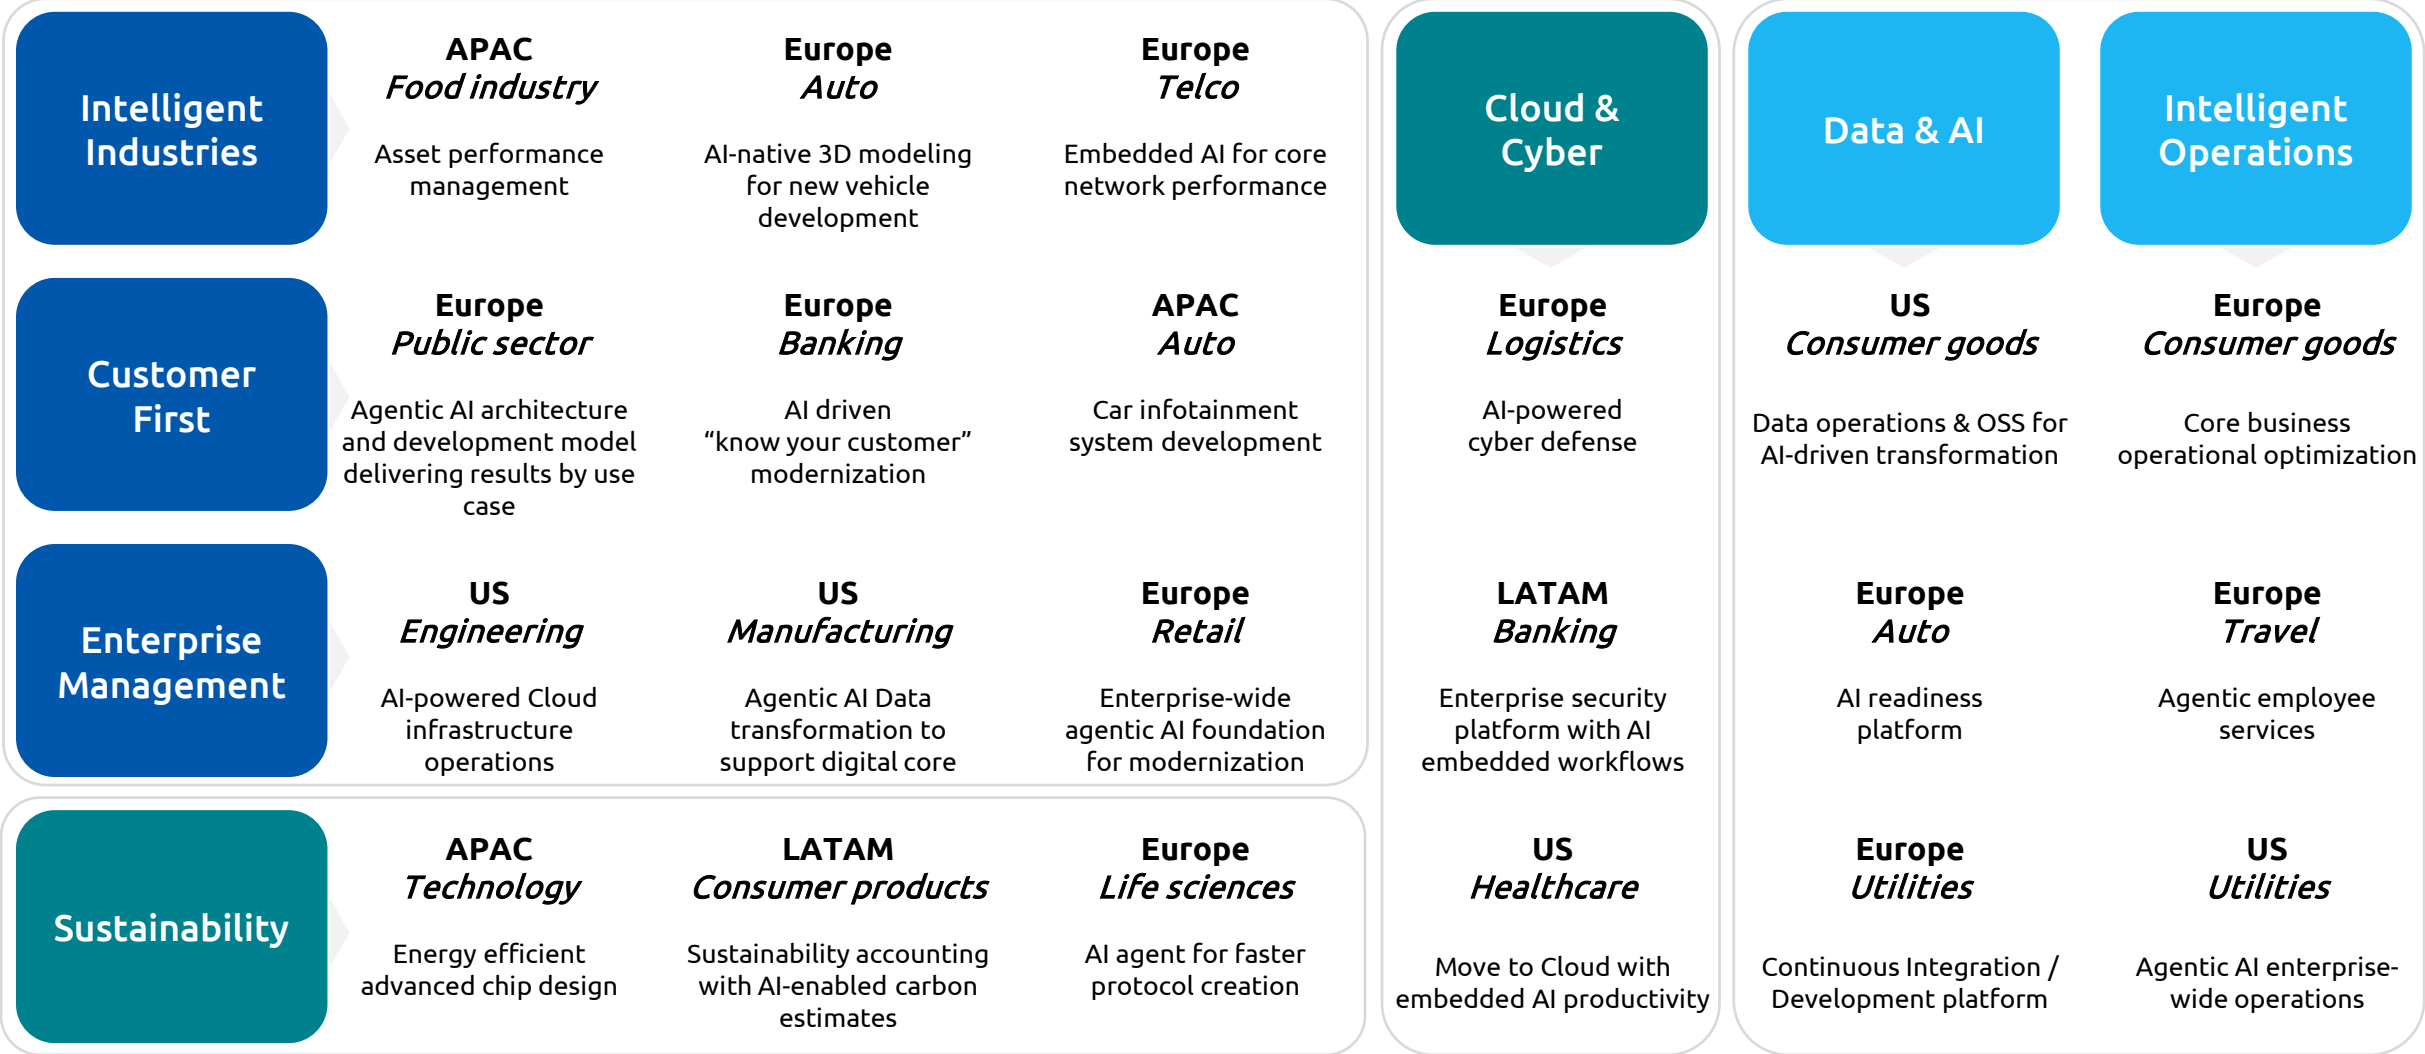 Intelligent
Industries
APAC
Food industry
Asset performance
management
Europe
Auto
AI-native 3D modeling
for new vehicle
development
Europe
Telco
Embedded AI for core
network performance
Customer
First
Europe
Public sector
Agentic AI architecture
and development model
delivering results by use
case
Europe
Banking
AI driven
“know your customer”
modernization
APAC
Auto
Car infotainment
system development
Enterprise
Management
US
Engineering
AI-powered Cloud
infrastructure
operations
US
Manufacturing
Agentic AI Data
transformation to
support digital core
Europe
Retail
Enterprise-wide
agentic AI foundation
for modernization
Sustainability
APAC
Technology
Energy efficient
advanced chip design
LATAM
Consumer products
Sustainability accounting
with AI-enabled carbon
estimates
Europe
Life sciences
AI agent for faster
protocol creation
Cloud &
Cyber
Europe
Logistics
AI-powered
cyber defense
LATAM
Banking
Enterprise security
platform with AI
embedded workflows
US
Healthcare
Move to Cloud with
embedded AI productivity
Data & AI
US
Consumer goods
Data operations & OSS for
AI-driven transformation
Europe
Auto
AI readiness
platform
Europe
Utilities
Continuous Integration /
Development platform
Intelligent
Operations
Europe
Consumer goods
Core business
operational optimization
Europe
Travel
Agentic employee
services
US
Utilities
Agentic AI enterprise-
wide operations